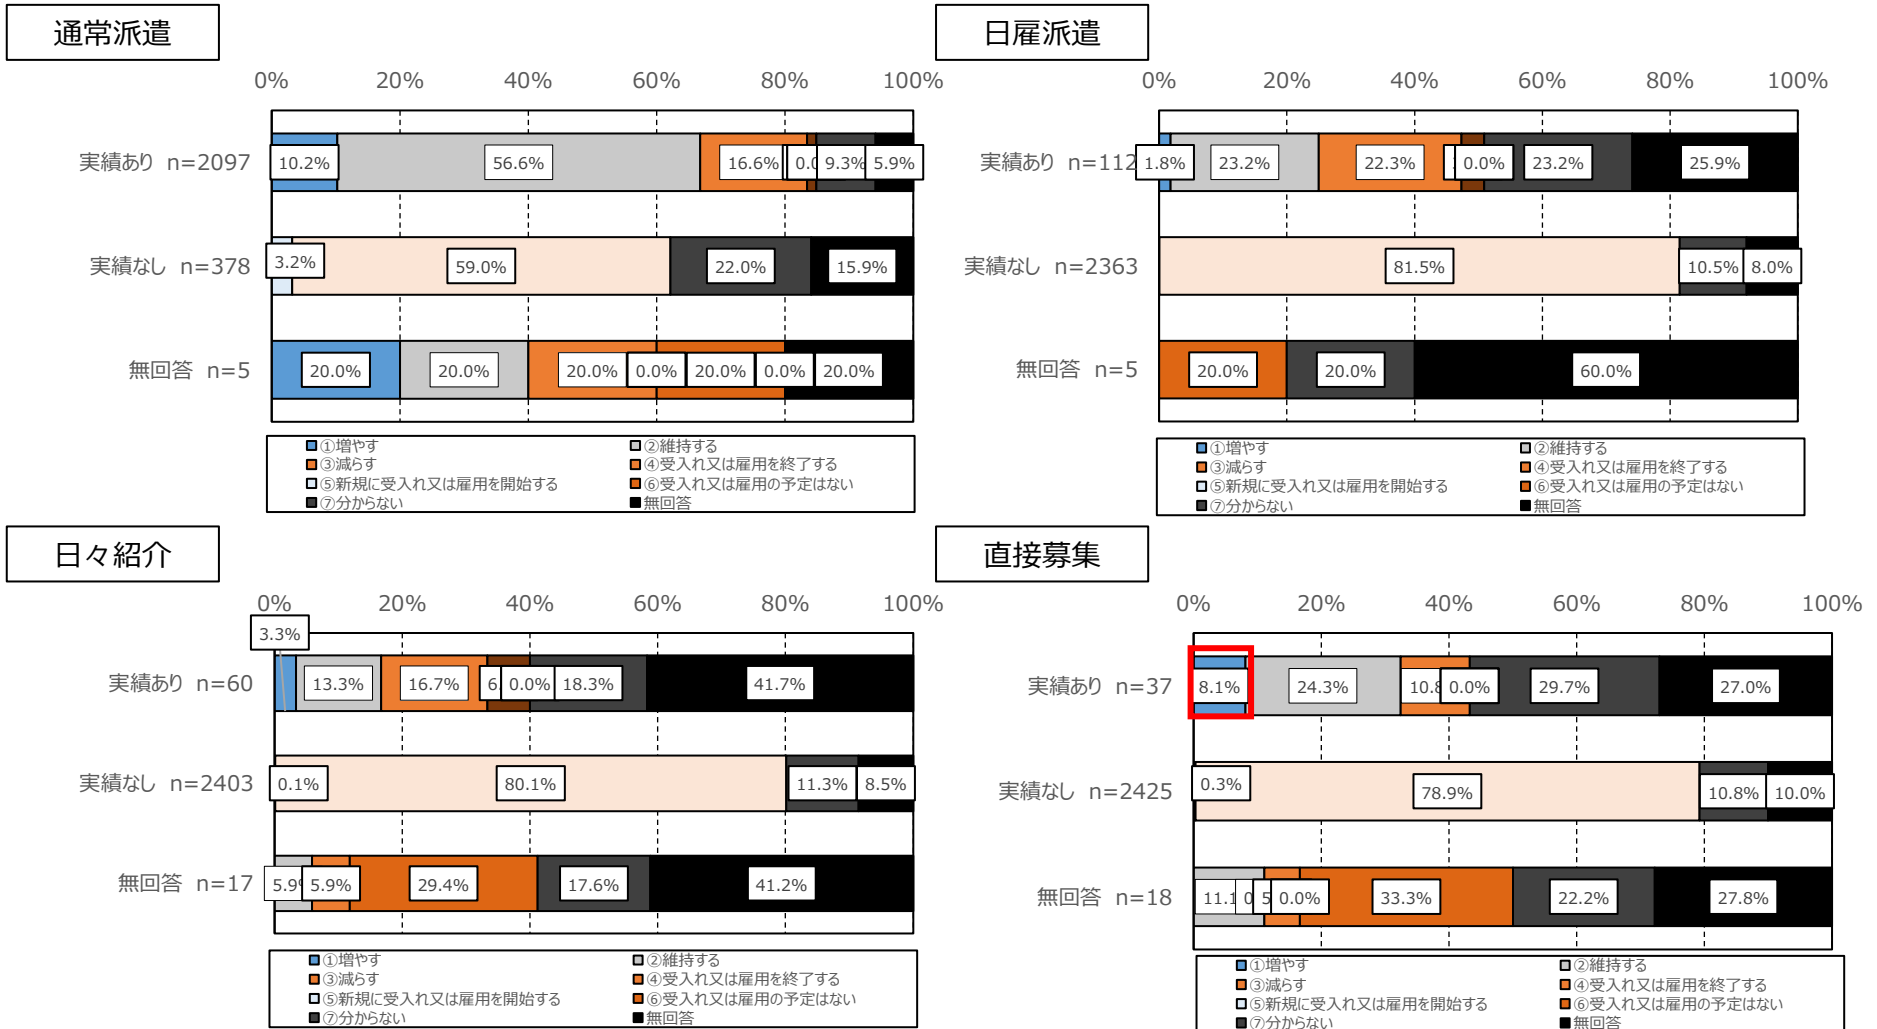 通常派遣
0% 20% 40% 60% 80% 100%
実績あり n=2097 10.2% 56.6% 16.6% 9.3% 5.9%
実績なし n=378 3.2% 59.0% 22.0% 15.9%
無回答 n=5 20.0% 20.0% 20.0% 0.0% 20.0% 0.0% 20.0%
①増やす ②維持する
③減らす ④受入れ又は雇用を終了する
⑤新規に受入れ又は雇用を開始する ⑥受入れ又は雇用の予定はない
⑦分からない 無回答
日雇派遣
0% 20% 40% 60% 80% 100%
実績あり n=112 1.8% 23.2% 22.3% 0.0% 23.2% 25.9%
実績なし n=2363 81.5% 10.5% 8.0%
無回答 n=5 20.0% 20.0% 60.0%
①増やす ②維持する
③減らす ④受入れ又は雇用を終了する
⑤新規に受入れ又は雇用を開始する ⑥受入れ又は雇用の予定はない
⑦分からない 無回答
日々紹介
0% 20% 40% 60% 80% 100%
3.3%
実績あり n=60 13.3% 16.7% 0.0% 18.3% 41.7%
実績なし n=2403 0.1% 80.1% 11.3% 8.5%
無回答 n=17 5.9% 5.9% 29.4% 17.6% 41.2%
①増やす ②維持する
③減らす ④受入れ又は雇用を終了する
⑤新規に受入れ又は雇用を開始する ⑥受入れ又は雇用の予定はない
⑦分からない 無回答
直接募集
0% 20% 40% 60% 80% 100%
実績あり n=37 8.1% 24.3% 10.8 0.0% 29.7% 27.0%
実績なし n=2425 0.3% 78.9% 10.8% 10.0%
無回答 n=18 11.1 0.0% 33.3% 22.2% 27.8%
①増やす ②維持する
③減らす ④受入れ又は雇用を終了する
⑤新規に受入れ又は雇用を開始する ⑥受入れ又は雇用の予定はない
⑦分からない 無回答